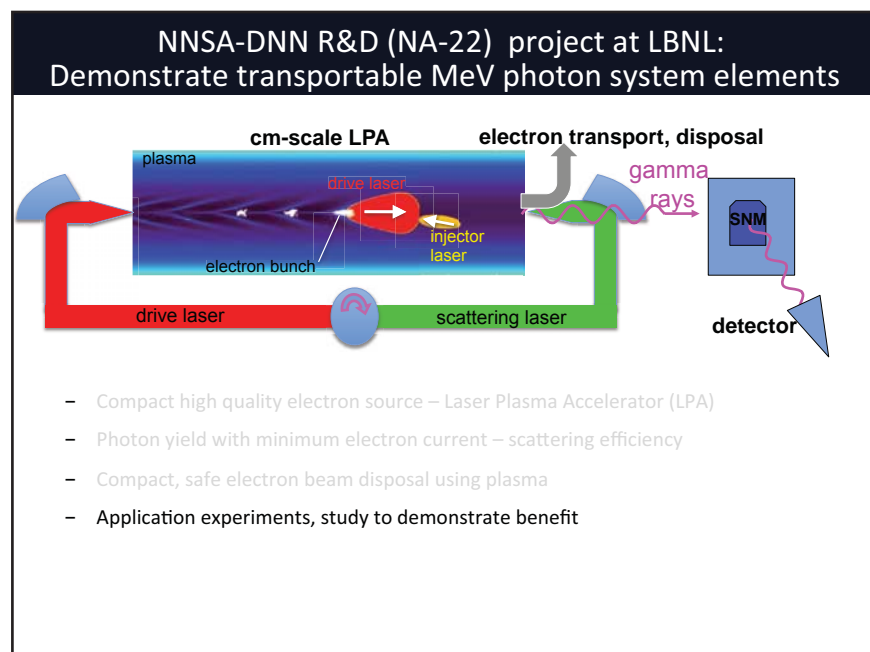 NNSA-DNN R&D (NA-22)  project at LBNL:
Demonstrate transportable MeV photon system elements
cm-scale LPA
electron transport, disposal
plasma
gamma
rays
drive laser
SNM
injector
laser
electron bunch
drive laser
scattering laser
detector
– Compact high quality electron source – Laser Plasma Accelerator (LPA)
– Photon yield with minimum electron current – scattering efficiency
– Compact, safe electron beam disposal using plasma
– Application experiments, study to demonstrate benefit